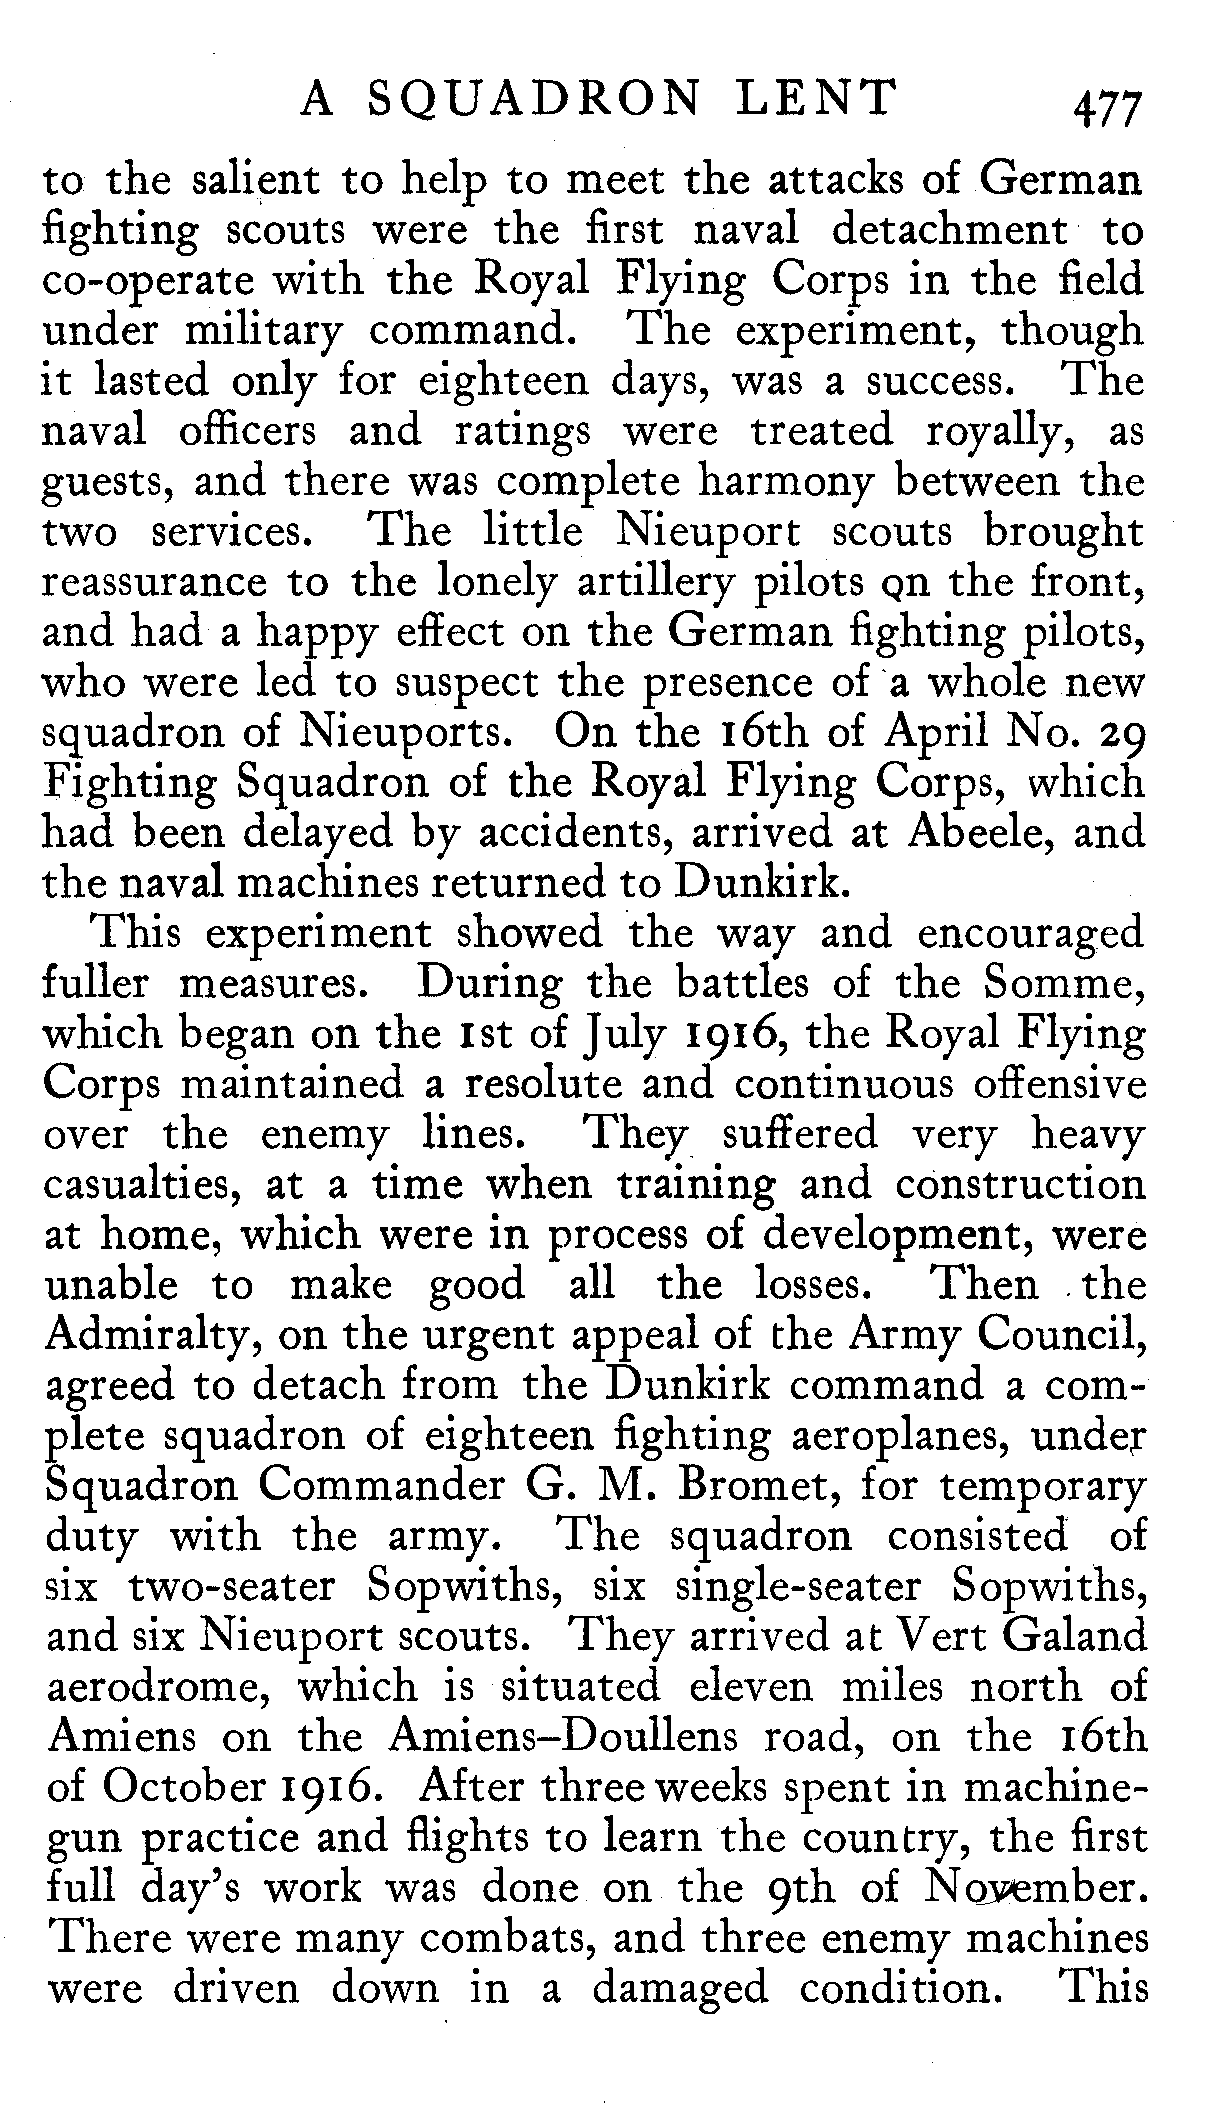 A SQUADRON LENT 477
to the salient to help to meet the attacks of German
fighting scouts were the first naval detachment to
co-operate with the Royal Flying Corps in the field
under military command. The experiment, though
it lasted only for eighteen days, was a success. The
naval officers and ratings were treated royally, as
guests, and there was complete harmony between the
two services. The little Nieuport scouts brought
reassurance to the lonely artillery pilots on the front,
and had a happy effect on the German fighting pilots,
who were led to suspect the presence of a whole new
squadron of Nieuports. On the 16th of April No. 29
Fighting Squadron of the Royal Flying Corps, which
had been delayed by accidents, arrived at Abeele, and
the naval machines returned to Dunkirk.
This experiment showed the way and encouraged
fuller measures. During the battles of the Somme,
which began on the 1st of July 1916, the Royal Flying
Corps maintained a resolute and continuous offensive
over the enemy lines. They suffered very heavy
casualties, at a time when training and construction
at home, which were in process of development, were
unable to make good all the losses. Then the
Admiralty, on the urgent appeal of the Army Council,
agreed to detach from the Dunkirk command a com-
plete squadron of eighteen fighting aeroplanes, under
Squadron Commander G. M. Bromet, for temporary
duty with the army. The squadron consisted of
six two-seater Sopwiths, six single-seater Sopwiths,
and six Nieuport scouts. They arrived at Vert Galand
aerodrome, which is situated eleven miles north of
Amiens on the Amiens–Doullens road, on the 16th
of October 1916. After three weeks spent in machine-
gun practice and flights to learn the country, the first
full day's work was done on the 9th of November.
There were many combats, and three enemy machines
were driven down in a damaged condition. This